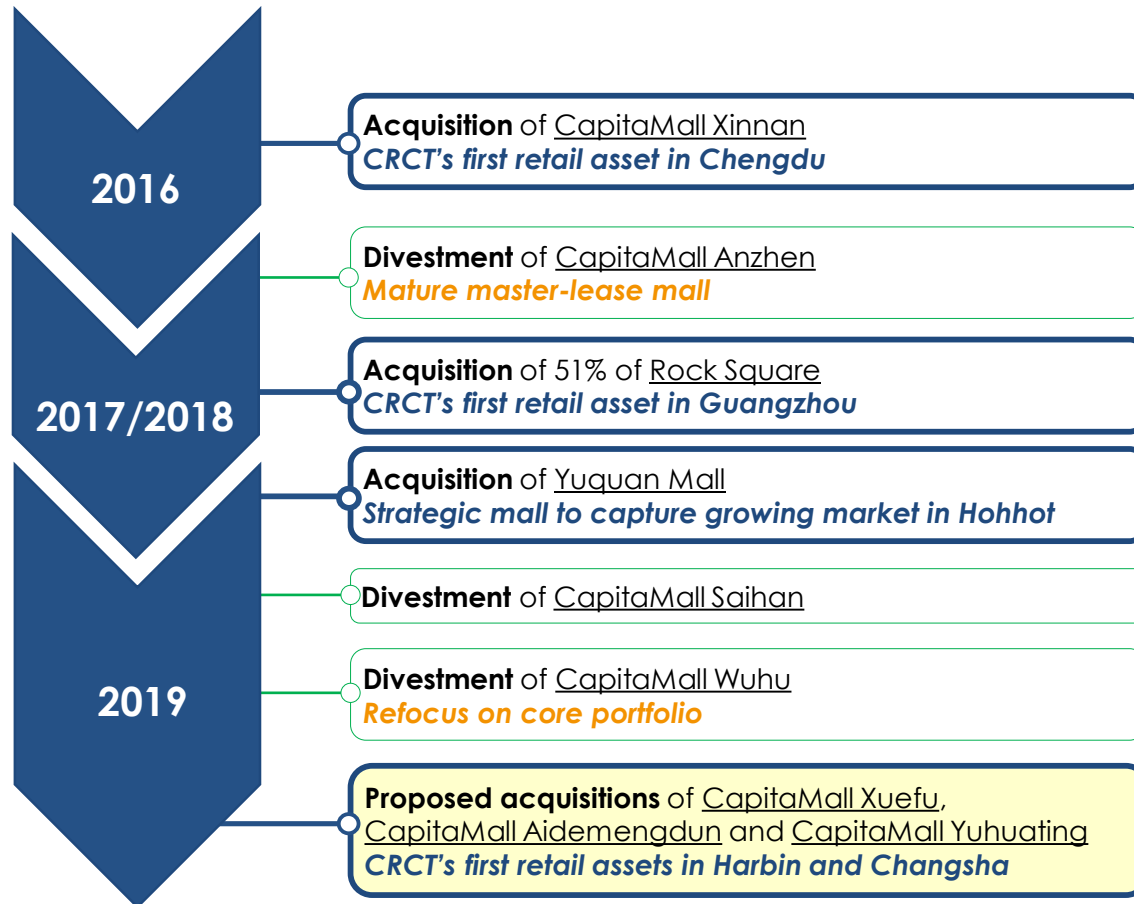 2016
Acquisition of CapitaMall Xinnan
CRCT's first retail asset in Chengdu
Divestment of CapitaMall Anzhen
Mature master-lease mall
2017/2018
Acquisition of 51% of Rock Square
CRCT's first retail asset in Guangzhou
Acquisition of Yuquan Mall
Strategic mall to capture growing market in Hohhot
2019
Divestment of CapitaMall Saihan
Divestment of CapitaMall Wuhu
Refocus on core portfolio
Proposed acquisitions of CapitaMall Xuefu,
CapitaMall Aidemengdun and CapitaMall Yuhuating
CRCT's first retail assets in Harbin and Changsha